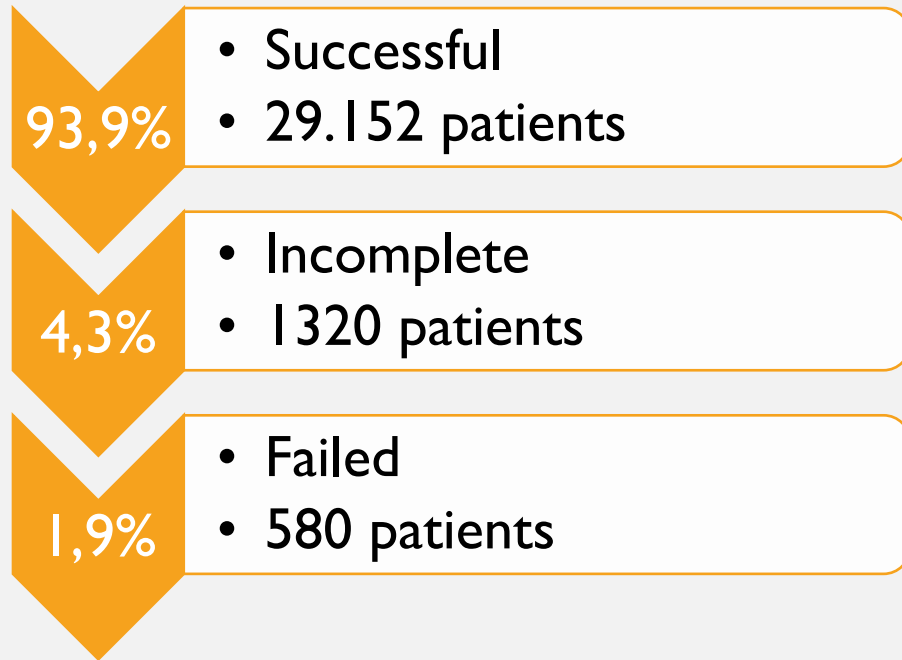 93,9%
• Successful
• 29.152 patients
4,3%
• Incomplete
• 1320 patients
1,9%
• Failed
• 580 patients